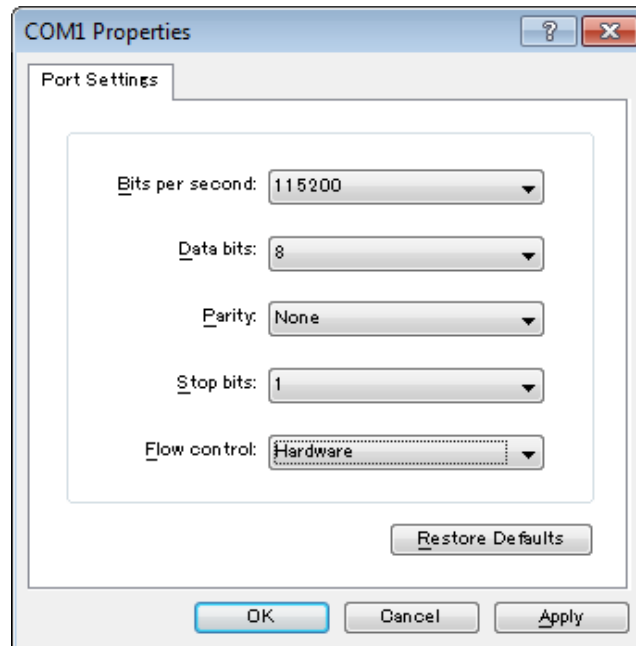 COM1 Properties
Port Settings
Bits per second: 115200
Data bits: 8
Parity: None
Stop bits: 1
Flow control: Hardware
Restore Defaults
OK Cancel Apply